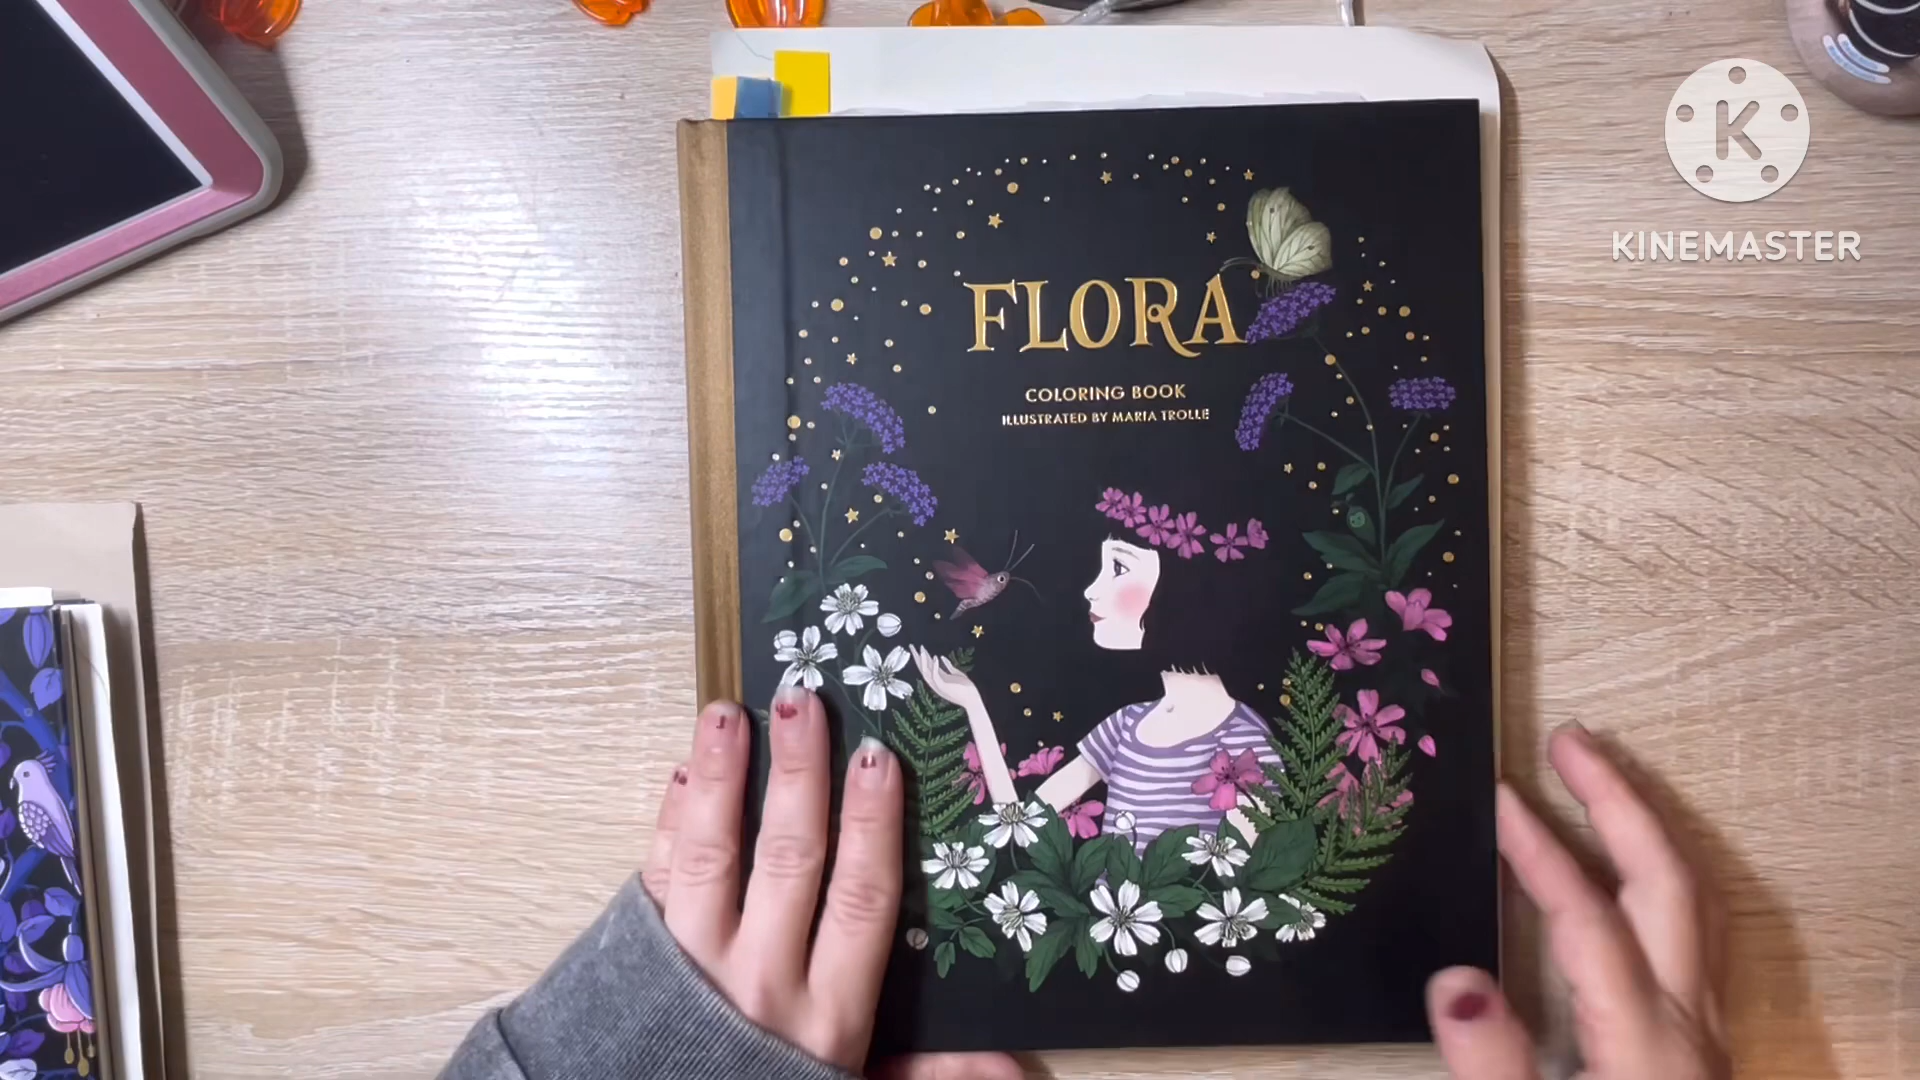 FLORA
COLORING BOOK
ILLUSTRATED BY MARIA TROLLE
K
KINEMASTER